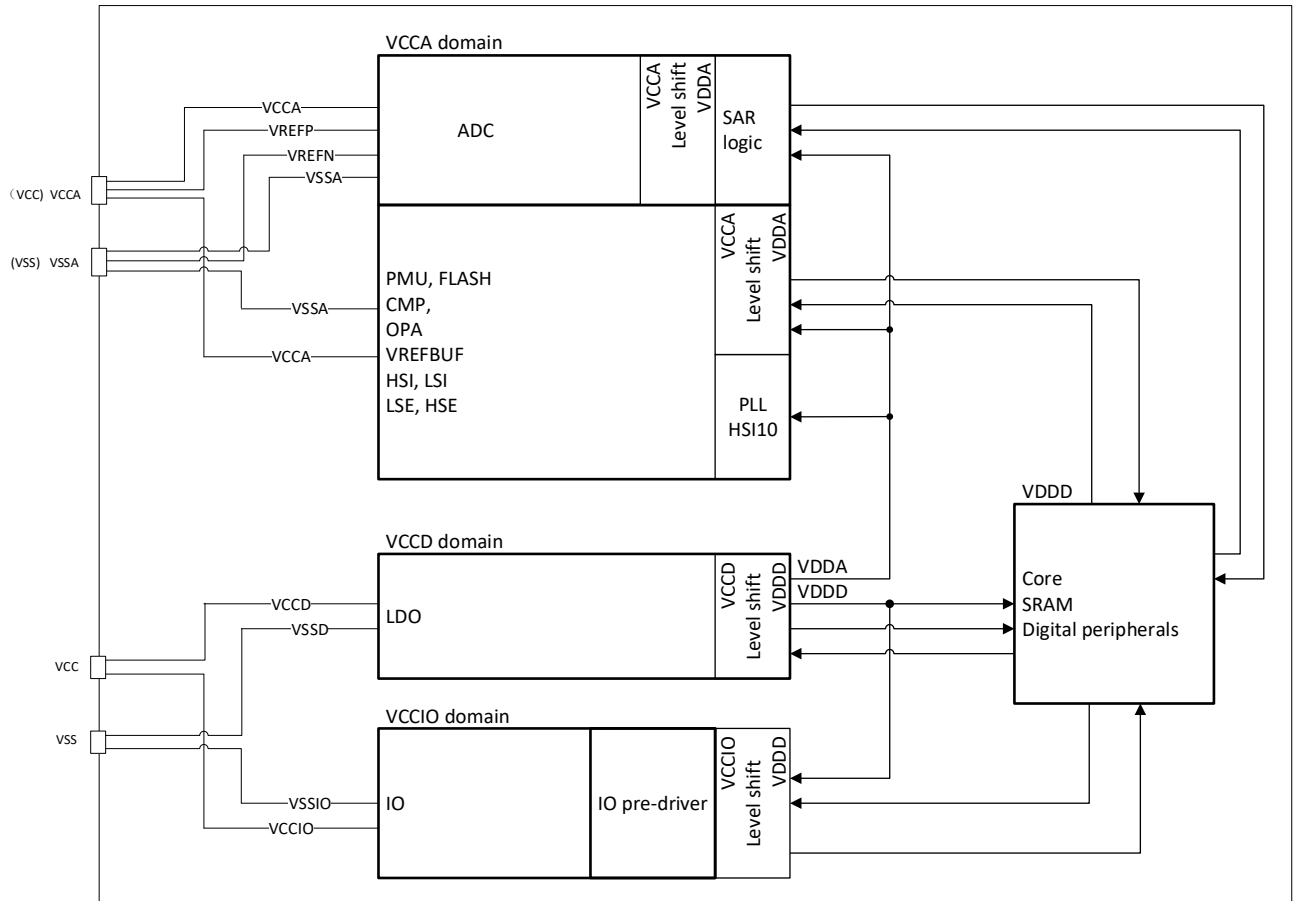 VCCA domain
VCCA
VREFP
VREFN
VSSA
ADC
VCCA
Level shift
VDDA
SAR
logic
（VCC) VCCA
(VSS) VSSA
VSSA
VCCA
PMU, FLASH
CMP,
OPA
VREFBUF
HSI, LSI
LSE, HSE
VCCA
Level shift
VDDA
PLL
HSI10
VCCD domain
VCCD
VSSD
LDO
VCCD
Level shift
VDDD
VDDA
VDDD
VDDD
Core
SRAM
Digital peripherals
VCC
VSS
VCCIO domain
VSSIO
VCCIO
IO
IO pre-driver
VCCIO
Level shift
VDDD